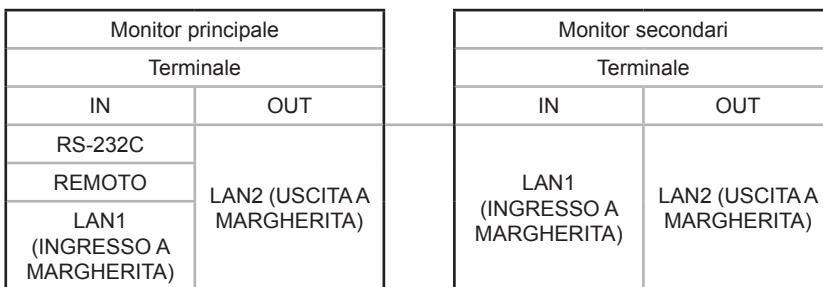 Monitor principale
Terminale
IN
OUT
RS-232C
REMOTO
LAN1
(INGRESSO A
MARGHERITA)
LAN2 (USCITA A
MARGHERITA)
Monitor secondari
Terminale
IN
OUT
LAN1
(INGRESSO A
MARGHERITA)
LAN2 (USCITA A
MARGHERITA)